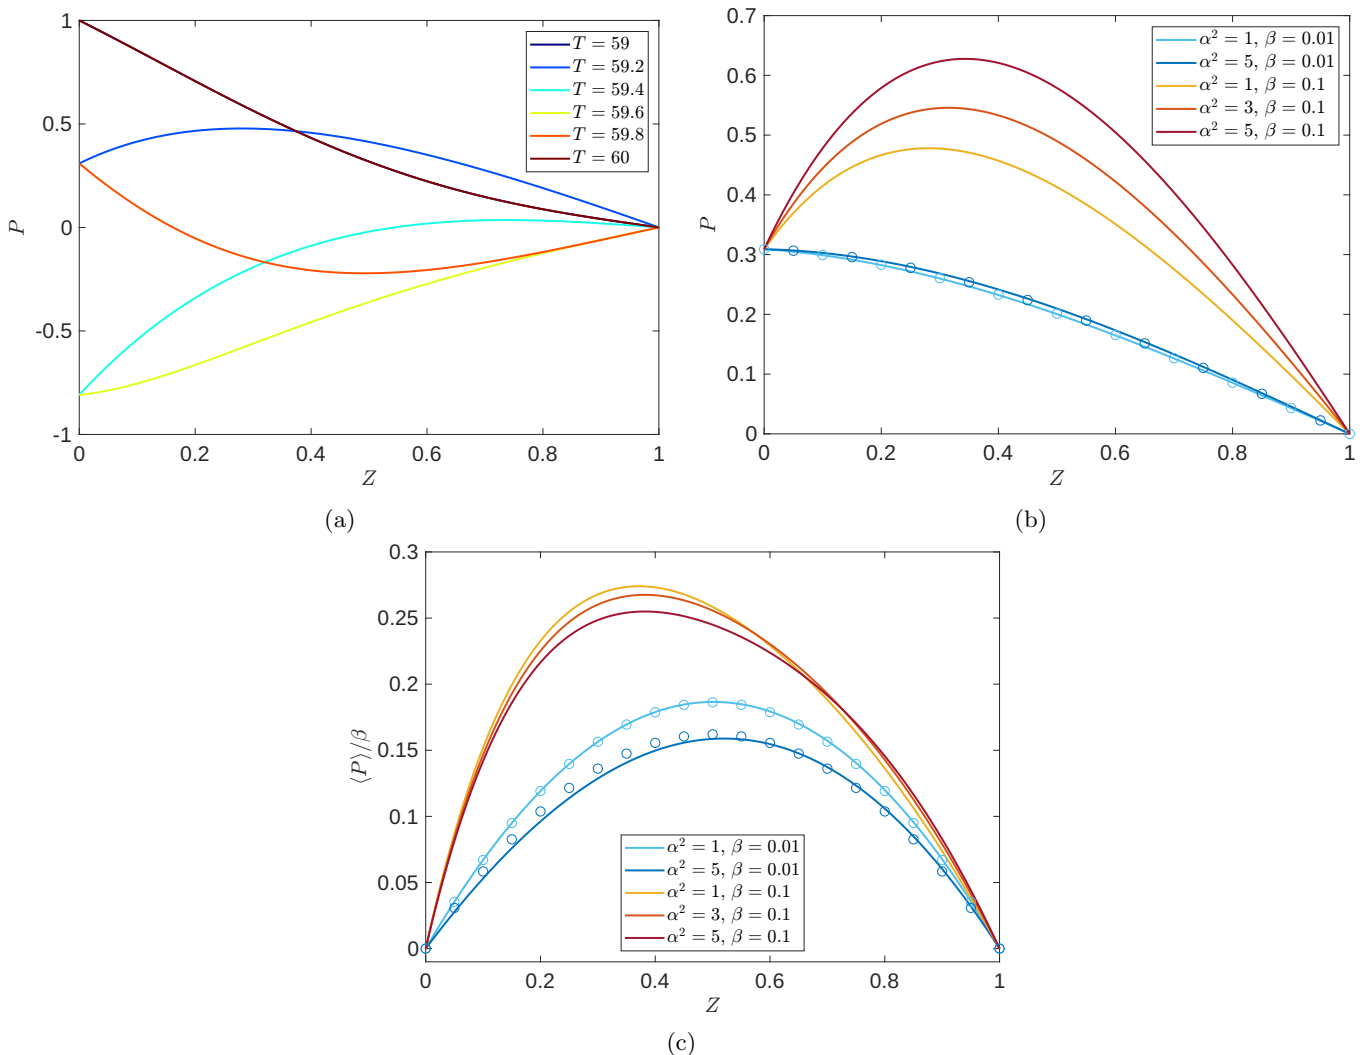 1
0.5
0
-0.5
-1
P
0 0.2 0.4 0.6 0.8 1
Z
T = 59
T = 59.2
T = 59.4
T = 59.6
T = 59.8
T = 60
(a)
0.7
0.6
0.5
0.4
0.3
0.2
0.1
0
P
0 0.2 0.4 0.6 0.8 1
Z
α² = 1, β = 0.01
α² = 5, β = 0.01
α² = 1, β = 0.1
α² = 3, β = 0.1
α² = 5, β = 0.1
(b)
0.3
0.25
0.2
0.15
0.1
0.05
0
⟨P⟩/β
0 0.2 0.4 0.6 0.8 1
Z
α² = 1, β = 0.01
α² = 5, β = 0.01
α² = 1, β = 0.1
α² = 3, β = 0.1
α² = 5, β = 0.1
(c)